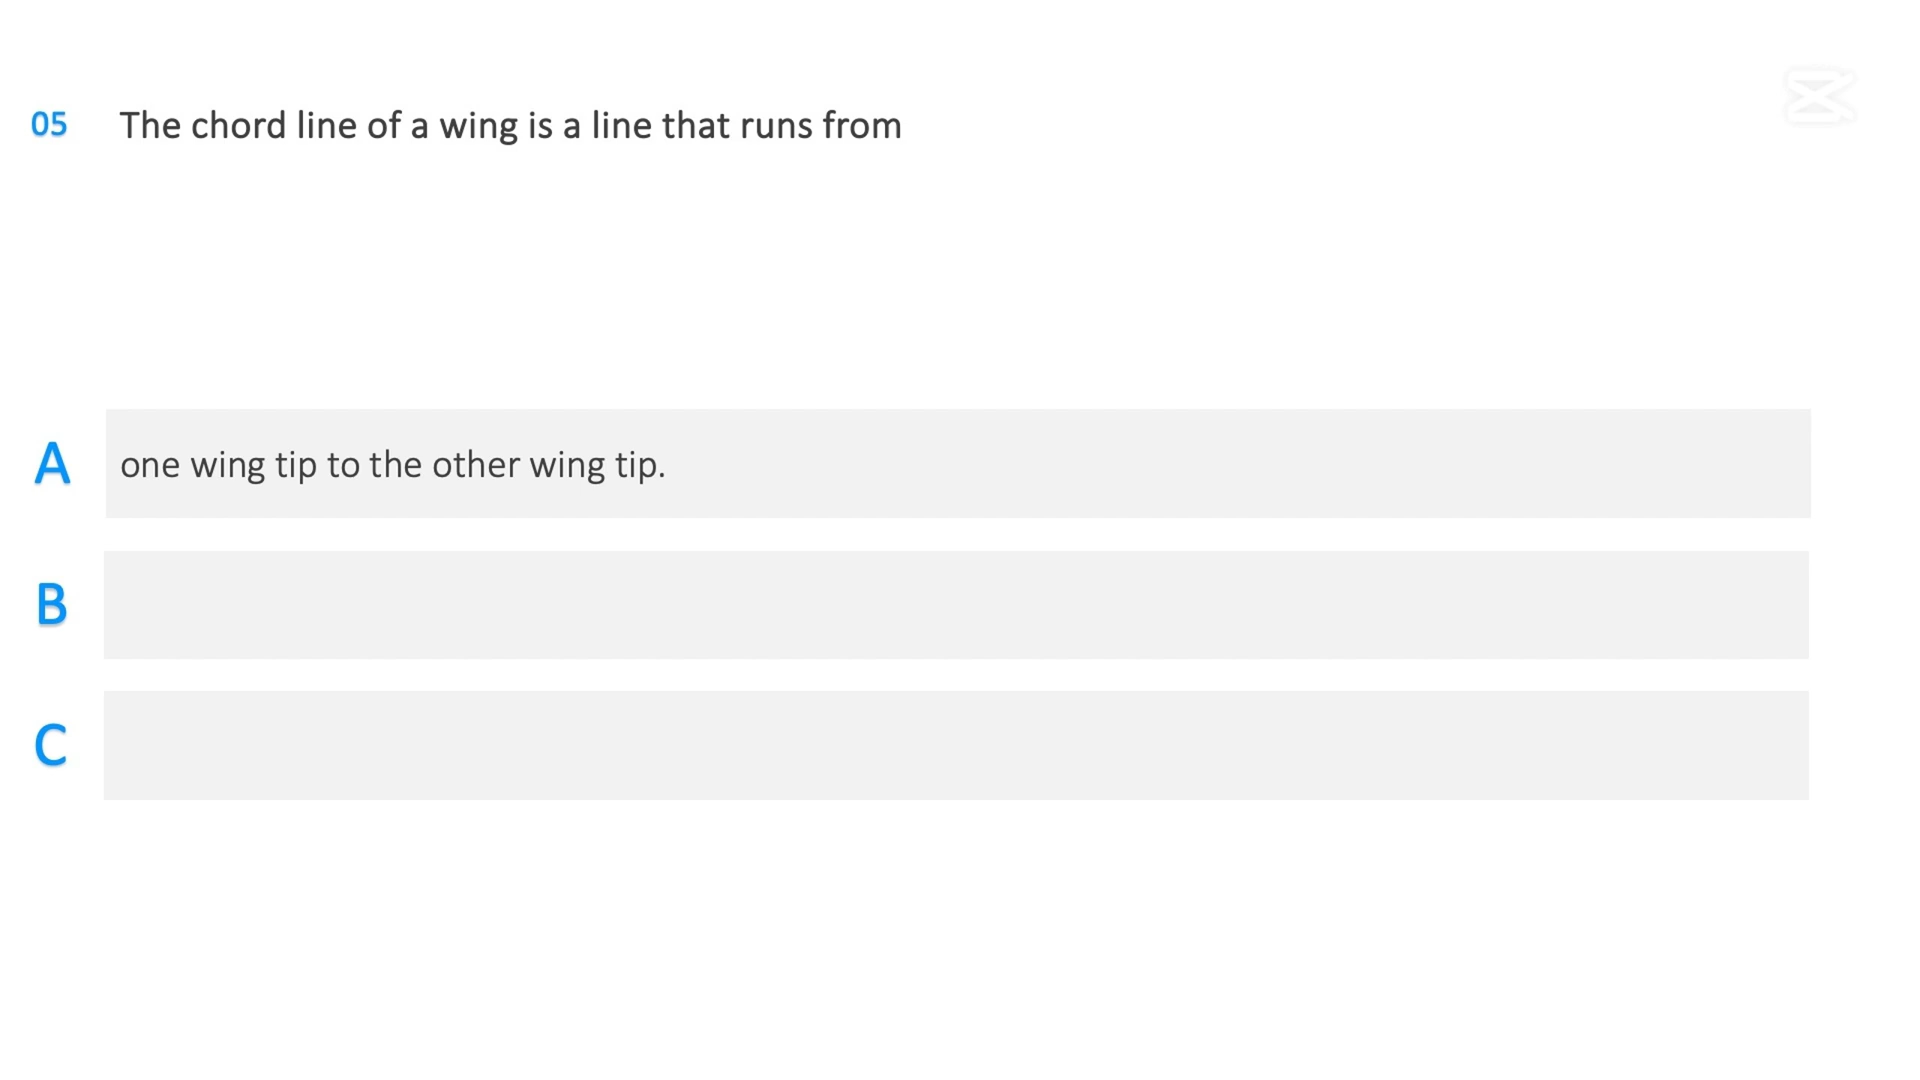 05 The chord line of a wing is a line that runs from
A one wing tip to the other wing tip.
B
C